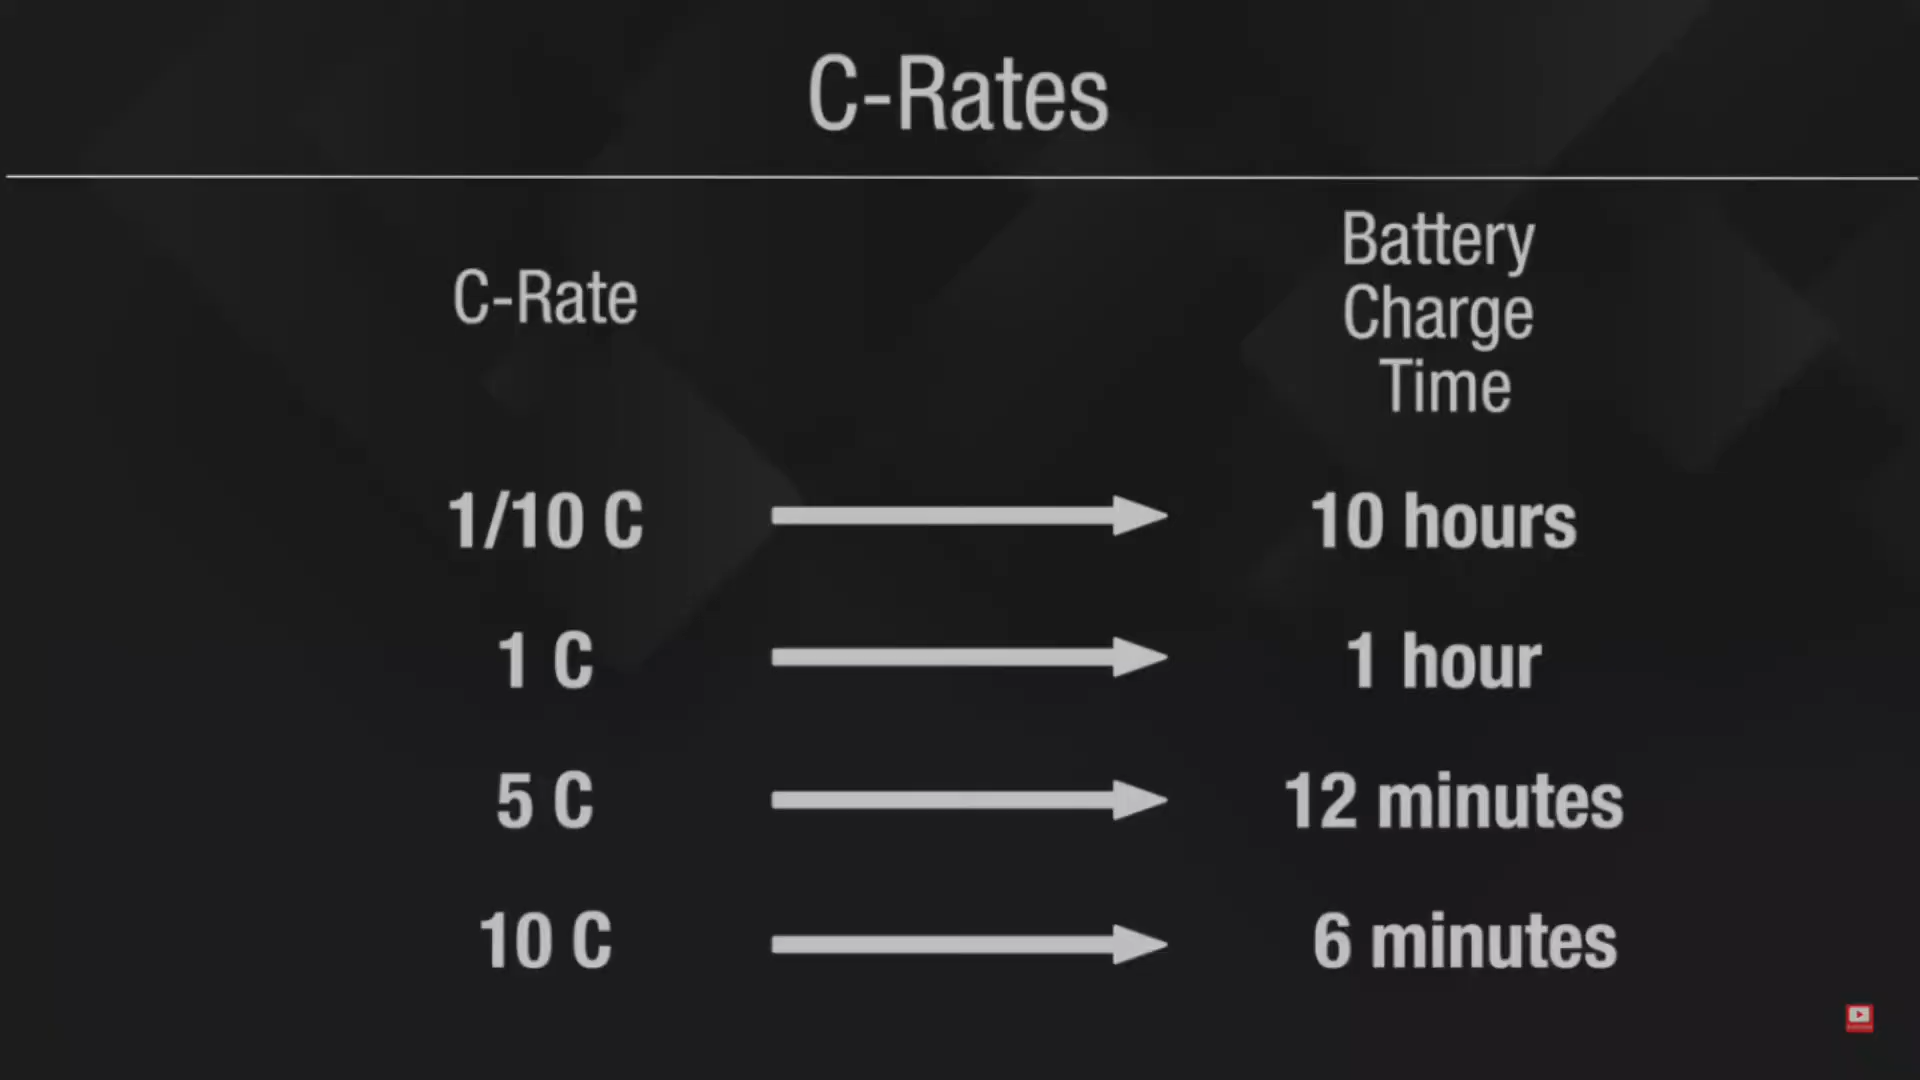 C-Rates
C-Rate
Battery
Charge
Time
1/10 C
10 hours
1 C
1 hour
5 C
12 minutes
10 C
6 minutes